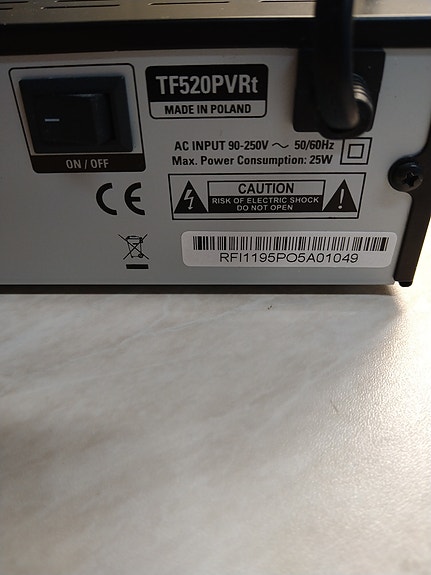 TF520PVRt
MADE IN POLAND
ON / OFF
AC INPUT 90-250V ~ 50/60Hz
Max. Power Consumption: 25W
CE
CAUTION
RISK OF ELECTRIC SHOCK
DO NOT OPEN
RFI1195PO5A01049